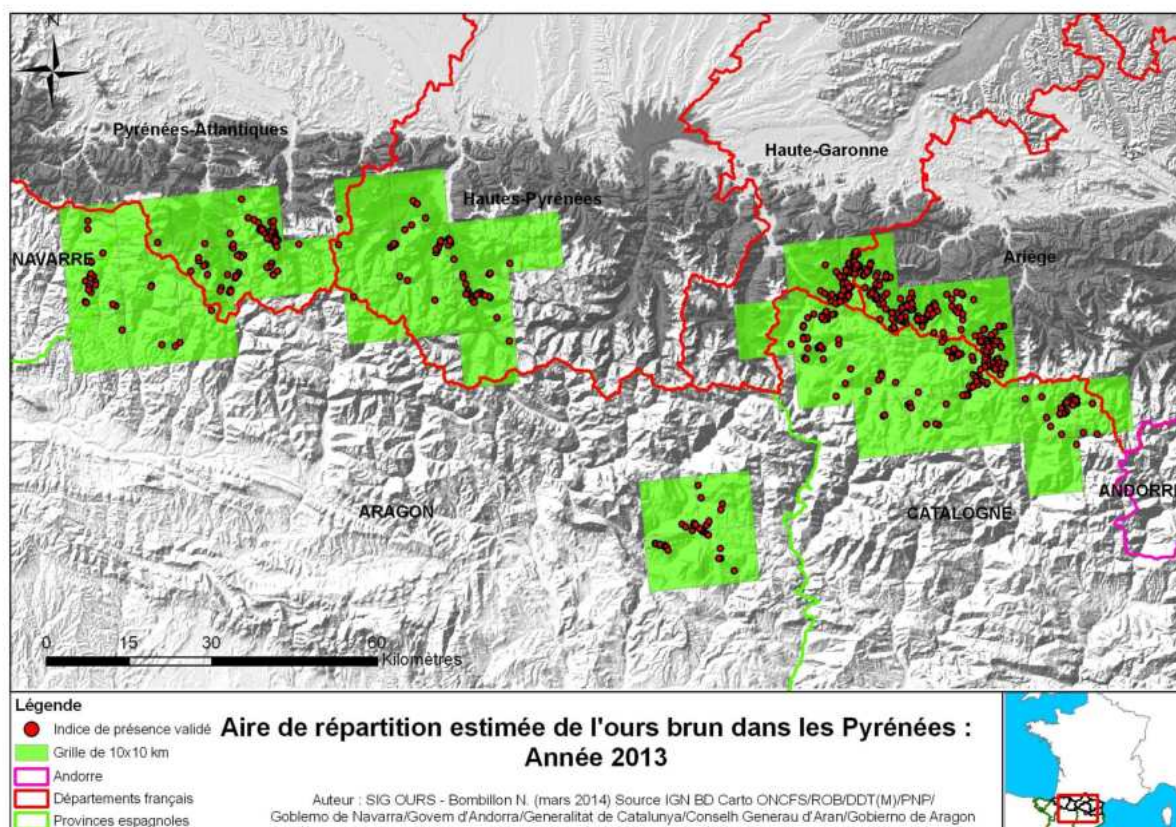 N
Pyrénées-Atlantiques
Haute-Garonne
Hautes-Pyrénées
NAVARRE
Ariège
ARAGON
CATALOGNE
ANDORRE
0 15 30 60
Kilomètres
Légende
Indice de présence validé
Grille de 10x10 km
Andorre
Départements français
Provinces espagnoles
Aire de répartition estimée de l'ours brun dans les Pyrénées :
Année 2013
Auteur : SIG OURS - Bombillon N. (mars 2014) Source IGN BD Carto ONCFS/ROB/DDT(M)/PNP/
Gobierno de Navarra/Govern d'Andorra/Generalitat de Catalunya/Conselh Generau d'Aran/Gobierno de Aragon